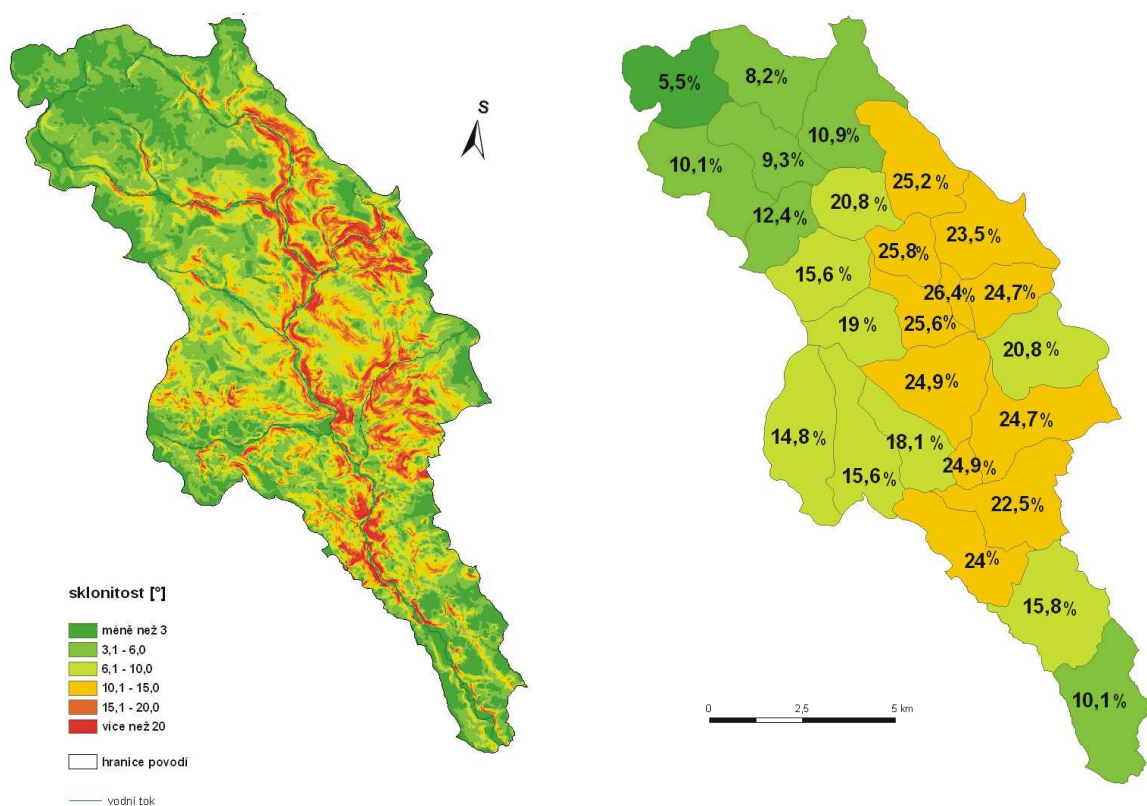 S
sklonitost [°]
méně než 3
3,1 - 6,0
6,1 - 10,0
10,1 - 15,0
15,1 - 20,0
více než 20
hranice povodí
vodní tok
5,5%
8,2%
10,9%
10,1%
9,3%
25,2%
12,4%
20,8 %
23,5%
25,8%
15,6%
26,4%
24,7%
19 %
25,6%
20,8 %
24,9%
24,7%
14,8 %
18,1%
24,9%
15,6%
22,5%
24%
15,8%
10,1%
0 2,5 5 km